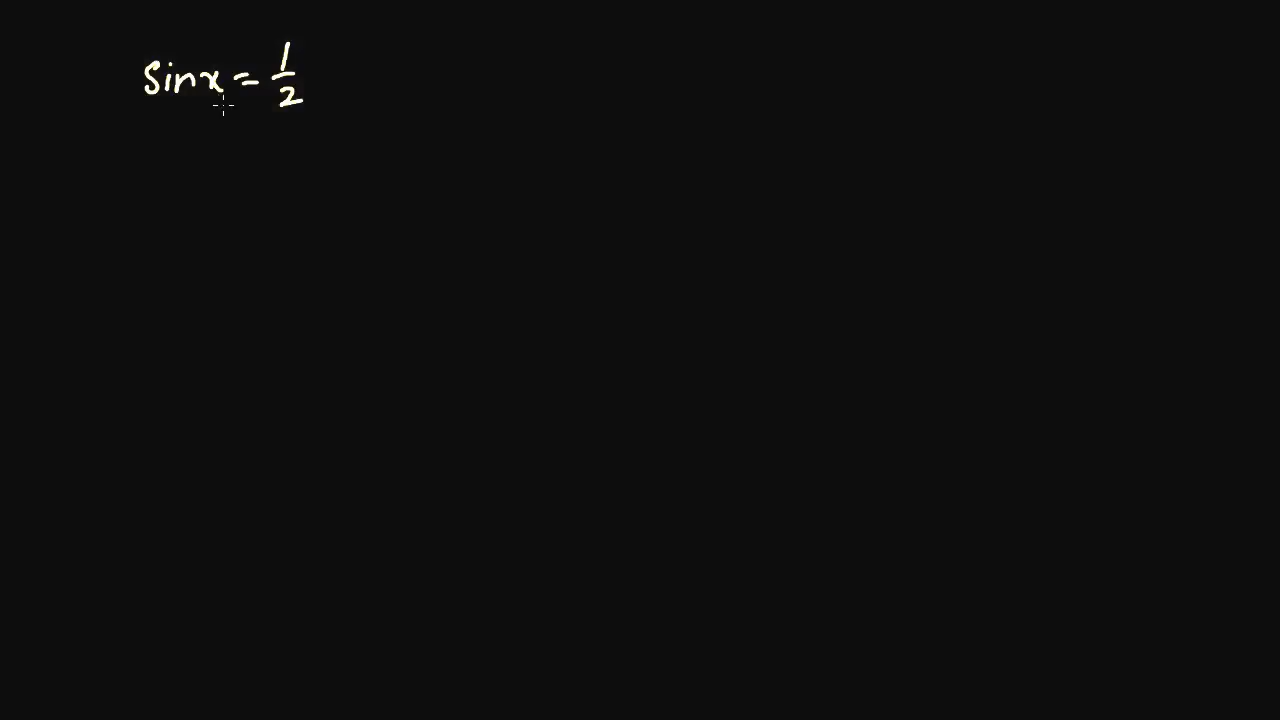 Sinx = 1/2